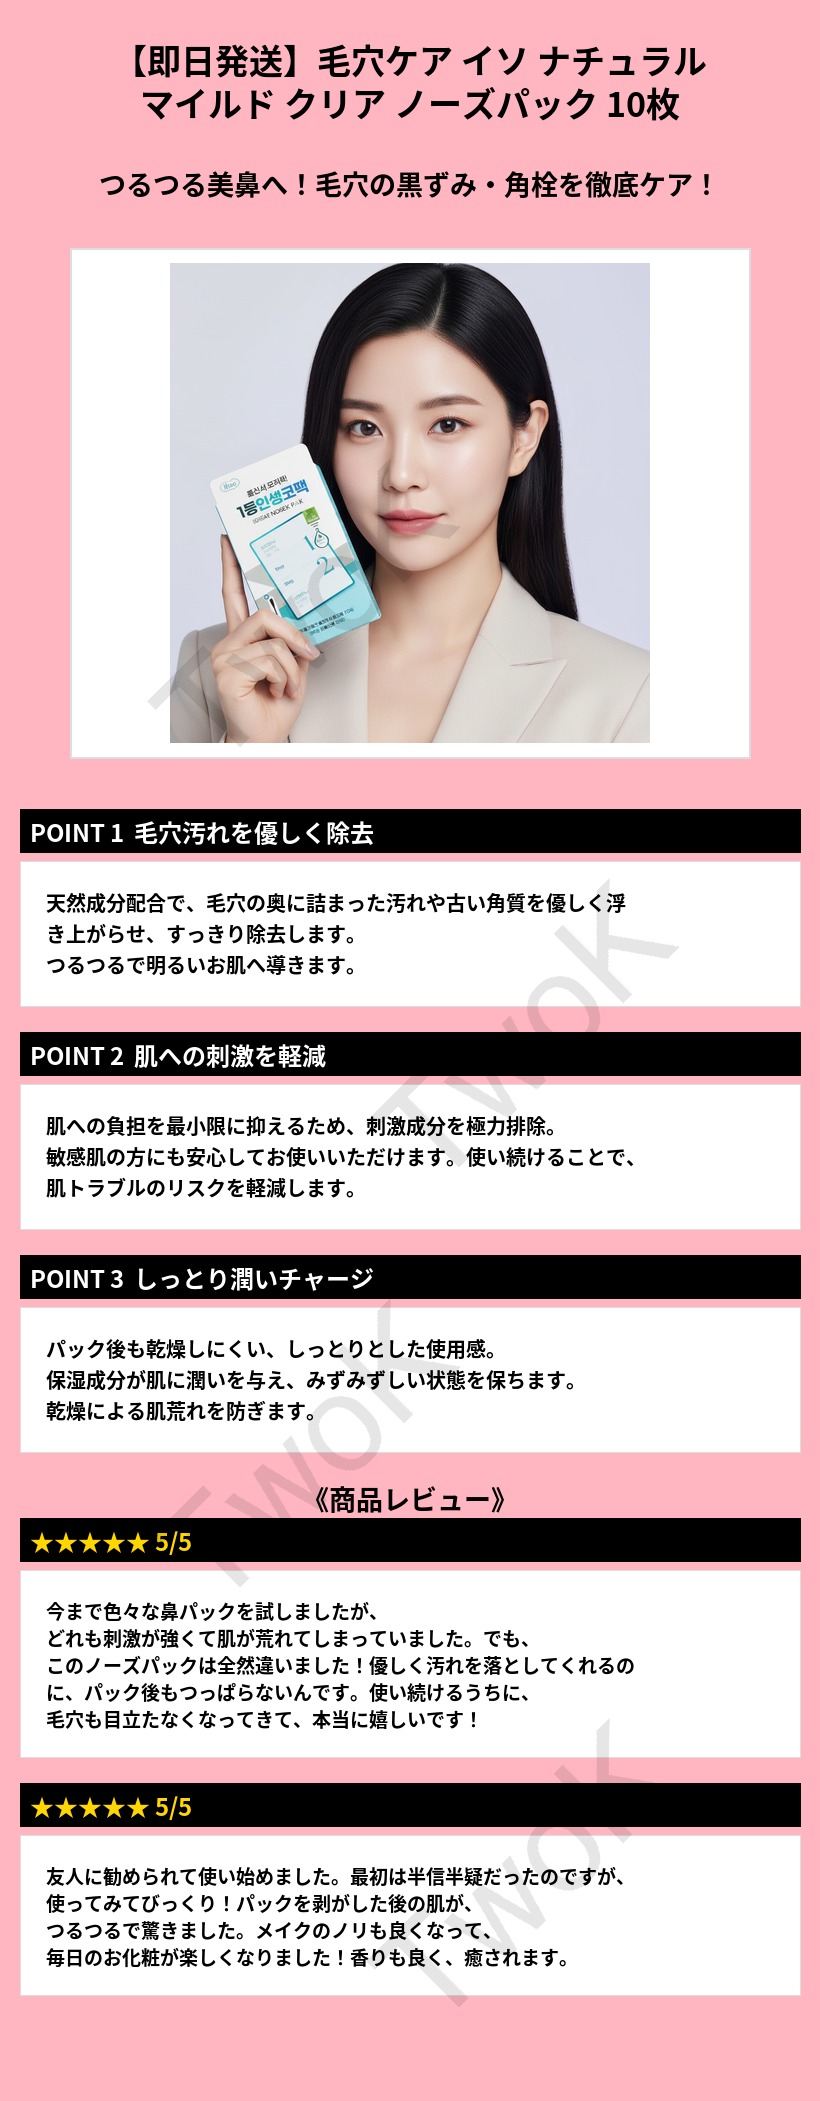 【即日発送】毛穴ケア イソ ナチュラル
マイルド クリア ノーズパック 10枚
つるつる美鼻へ！毛穴の黒ずみ・角栓を徹底ケア！
1등인생코팩
1
2
TwoK
POINT 1 毛穴汚れを優しく除去
天然成分配合で、毛穴の奥に詰まった汚れや古い角質を優しく浮
き上がらせ、すっきり除去します。
つるつるで明るいお肌へ導きます。
TwoK
POINT 2 肌への刺激を軽減
肌への負担を最小限に抑えるため、刺激成分を極力排除。
敏感肌の方にも安心してお使いいただけます。使い続けることで、
肌トラブルのリスクを軽減します。
POINT 3 しっとり潤いチャージ
パック後も乾燥しにくい、しっとりとした使用感。
保湿成分が肌に潤いを与え、みずみずしい状態を保ちます。
乾燥による肌荒れを防ぎます。
TwoK
《商品レビュー》
★★★★★ 5/5
今まで色々な鼻パックを試しましたが、
どれも刺激が強くて肌が荒れてしまっていました。でも、
このノーズパックは全然違いました！優しく汚れを落としてくれるの
に、パック後もつっぱらないんです。使い続けるうちに、
毛穴も目立たなくなってきて、本当に嬉しいです！
TwoK
★★★★★ 5/5
友人に勧められて使い始めました。最初は半信半疑だったのですが、
使ってみてびっくり！パックを剥がした後の肌が、
つるつるで驚きました。メイクのノリも良くなって、
毎日のお化粧が楽しくなりました！香りも良く、癒されます。